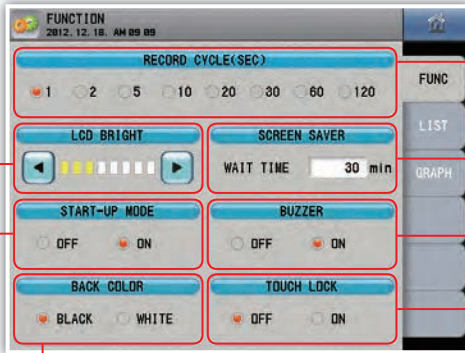 FUNCTION
2012. 12. 18. AM 09 09
RECORD CYCLE(SEC)
1 2 5 10 20 30 60 120
LCD BRIGHT
SCREEN SAVER
WAIT TIME 30 min
START-UP MODE
BUZZER
OFF ON
OFF ON
BACK COLOR
TOUCH LOCK
BLACK WHITE
OFF ON
FUNC
LIST
GRAPH